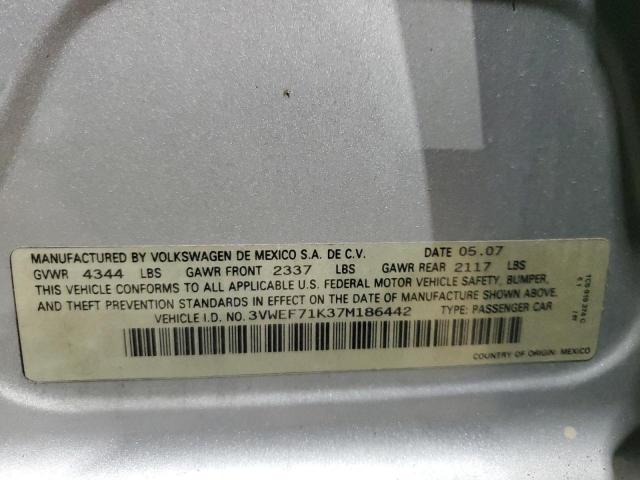 MANUFACTURED BY VOLKSWAGEN DE MEXICO S.A. DE C.V. DATE 05.07
GVWR 4344 LBS GAWR FRONT 2337 LBS GAWR REAR 2117 LBS
THIS VEHICLE CONFORMS TO ALL APPLICABLE U.S. FEDERAL MOTOR VEHICLE SAFETY, BUMPER,
AND THEFT PREVENTION STANDARDS IN EFFECT ON THE DATE OF MANUFACTURE SHOWN ABOVE.
VEHICLE I.D. NO. 3VWEF71K37M186442 TYPE: PASSENGER CAR
COUNTRY OF ORIGIN: MEXICO